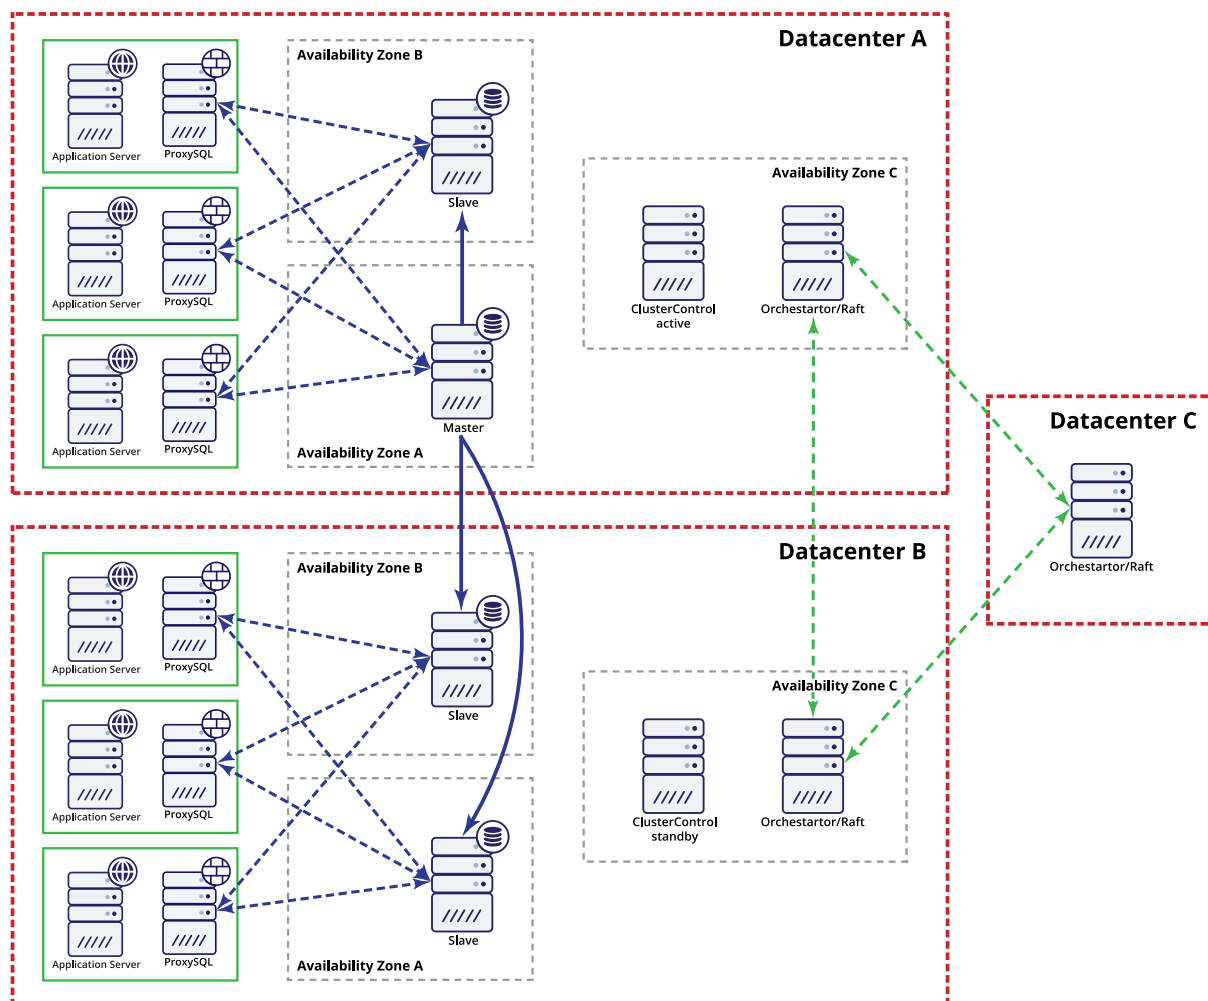 Datacenter A
Availability Zone B
Application Server
ProxySQL
Slave
Availability Zone C
Application Server
ProxySQL
ClusterControl
active
Orchestartor/Raft
Application Server
ProxySQL
Master
Availability Zone A
Datacenter C
Orchestartor/Raft
Datacenter B
Availability Zone B
Application Server
ProxySQL
Slave
Availability Zone C
Application Server
ProxySQL
ClusterControl
standby
Orchestartor/Raft
Application Server
ProxySQL
Slave
Availability Zone A